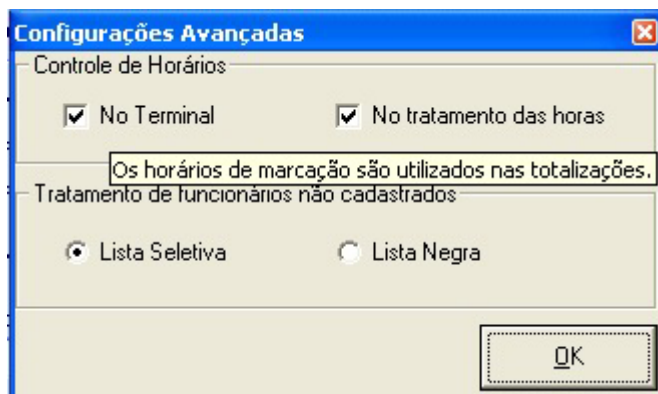 Configurações Avançadas
Controle de Horários
No Terminal No tratamento das horas
Os horários de marcação são utilizados nas totalizações.
Tratamento de funcionários não cadastrados
Lista Seletiva Lista Negra
OK